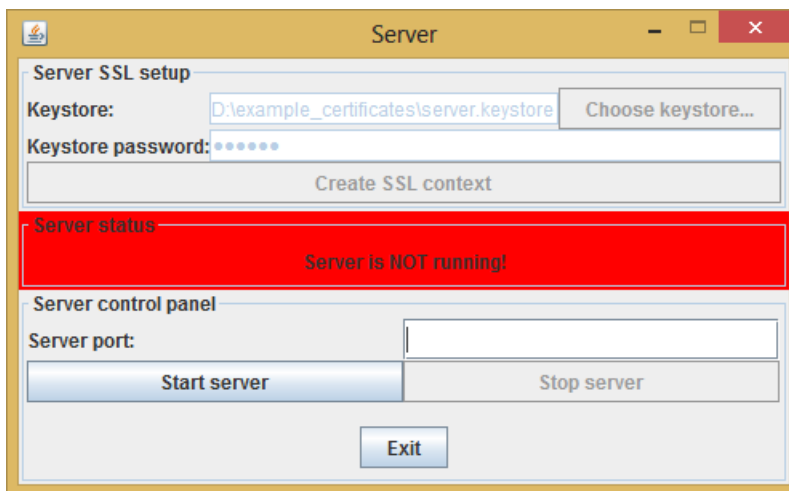 Server
Server SSL setup
Keystore: D:\example_certificates\server.keystore Choose keystore...
Keystore password: ●●●●●●
Create SSL context
Server status
Server is NOT running!
Server control panel
Server port:
Start server Stop server
Exit